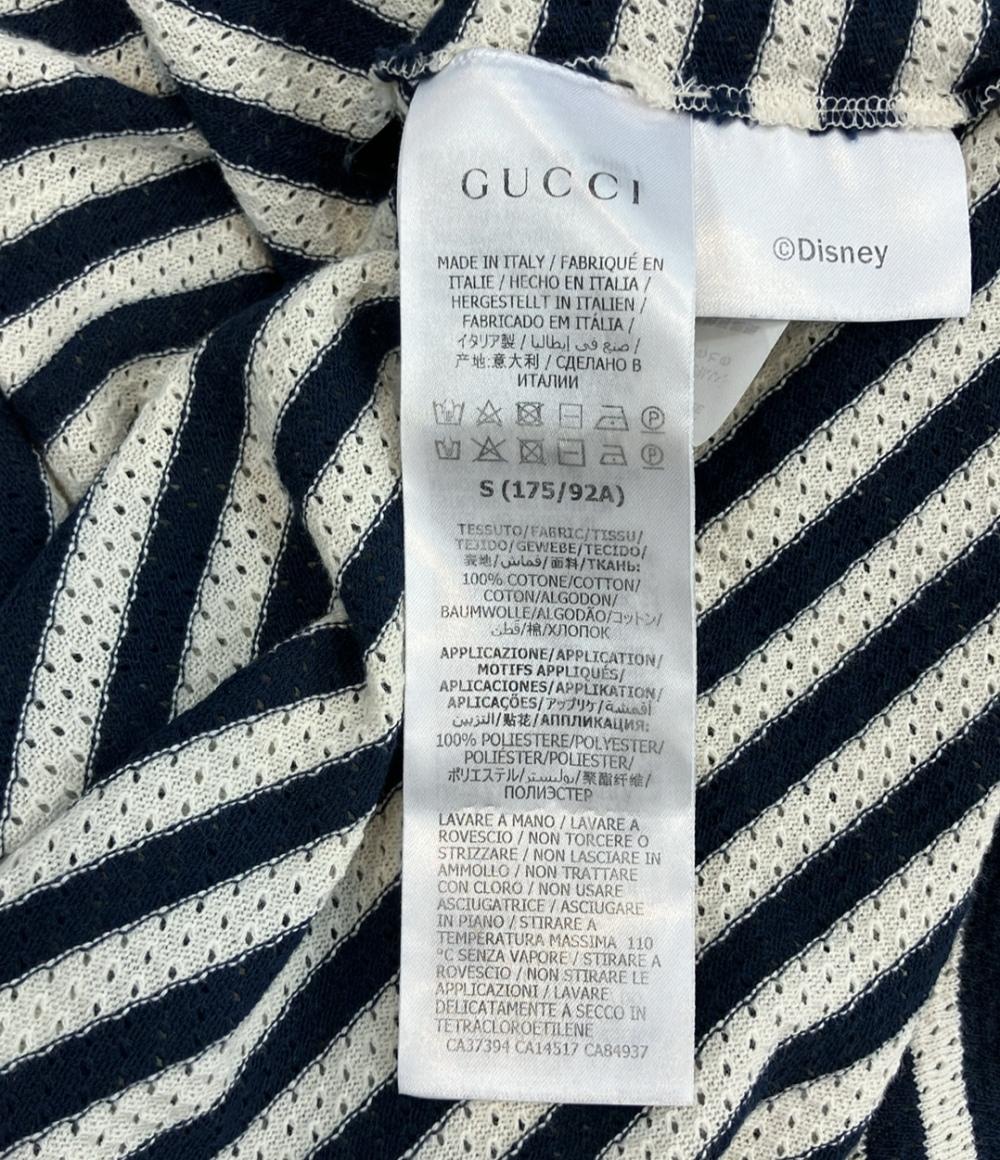 GUCCI
©Disney
MADE IN ITALY / FABRIQUÉ EN
ITALIE / HECHO EN ITALIA /
HERGESTELLT IN ITALIEN /
FABRICADO EM ITÁLIA /
イタリア製 / صنع في إيطاليا /
产地:意大利 / СДЕЛАНО В
ИТАЛИИ
S (175/92A)
TESSUTO/FABRIC/TISSU/
TEJIDO/GEWEBE/TECIDO/
表地/قماش/面料/ТКАНЬ:
100% COTONE/COTTON/
COTON/ALGODON/
BAUMWOLLE/ALGODÃO/コットン/
قطن/棉/ХЛОПОК
APPLICAZIONE/APPLICATION/
MOTIFS APPLIQUÉS/
APLICACIONES/APPLIKATION/
APLICAÇÕES/アップリケ/أقمشة
التزيين/贴花/АППЛИКАЦИЯ:
100% POLIESTERE/POLYESTER/
POLIÉSTER/POLIESTER/
ポリエステル/بوليستر/聚酯纤维/
ПОЛИЭСТЕР
LAVARE A MANO / LAVARE A
ROVESCIO / NON TORCERE O
STRIZZARE / NON LASCIARE IN
AMMOLLO / NON TRATTARE
CON CLORO / NON USARE
ASCIUGATRICE / ASCIUGARE
IN PIANO / STIRARE A
TEMPERATURA MASSIMA 110
°C SENZA VAPORE / STIRARE A
ROVESCIO / NON STIRARE LE
APPLICAZIONI / LAVARE
DELICATAMENTE A SECCO IN
TETRACLOROETILENE
CA37394 CA14517 CA84937